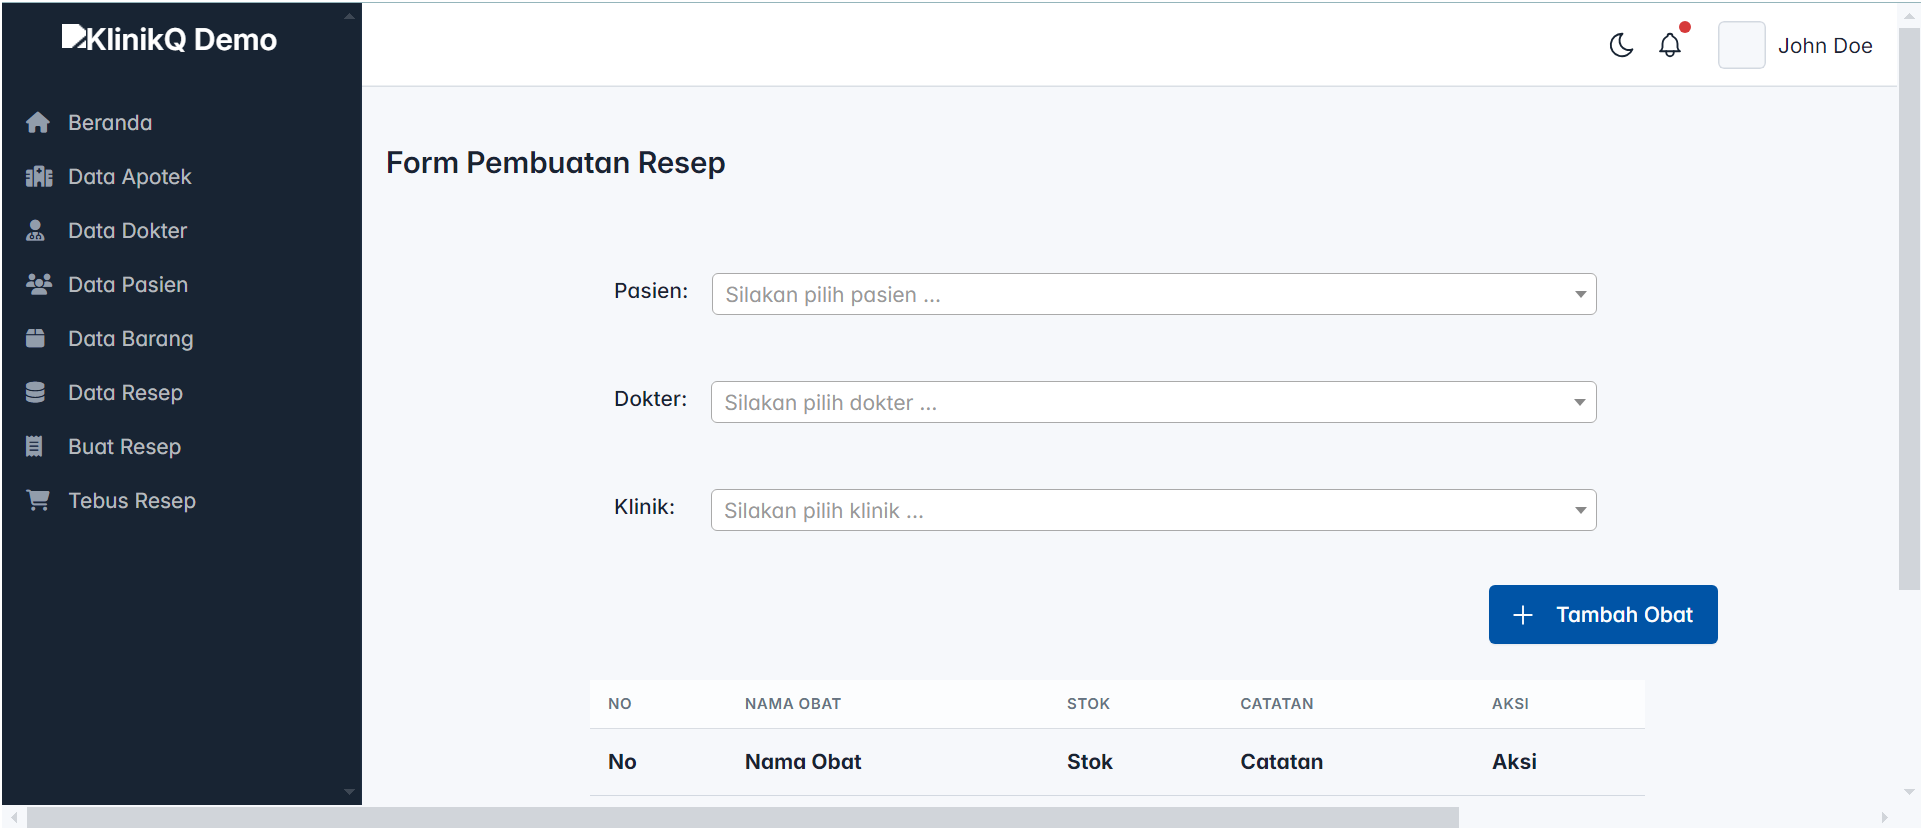 KlinikQ Demo
John Doe
Beranda
Data Apotek
Data Dokter
Data Pasien
Data Barang
Data Resep
Buat Resep
Tebus Resep
Form Pembuatan Resep
Pasien: Silakan pilih pasien ...
Dokter: Silakan pilih dokter ...
Klinik: Silakan pilih klinik ...
Tambah Obat
NO NAMA OBAT STOK CATATAN AKSI
No Nama Obat Stok Catatan Aksi